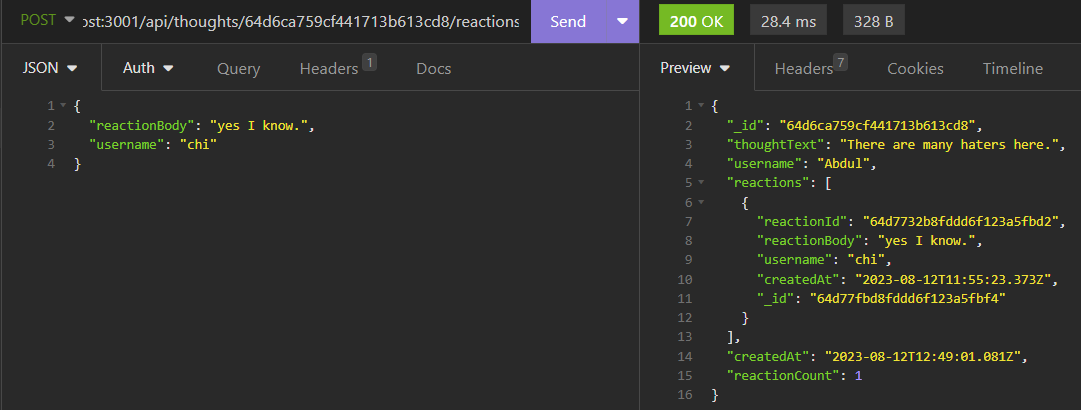 POST ost:3001/api/thoughts/64d6ca759cf441713b613cd8/reactions Send 200 OK 28.4 ms 328 B
JSON Auth Query Headers 1 Docs Preview Headers 7 Cookies Timeline
1 {
2 "reactionBody": "yes I know.",
3 "username": "chi"
4 }
1 {
2 "_id": "64d6ca759cf441713b613cd8",
3 "thoughtText": "There are many haters here.",
4 "username": "Abdul",
5 "reactions": [
6 {
7 "reactionId": "64d7732b8fddd6f123a5fbd2",
8 "reactionBody": "yes I know.",
9 "username": "chi",
10 "createdAt": "2023-08-12T11:55:23.373Z",
11 "_id": "64d77fbd8fddd6f123a5fbf4"
12 }
13 ],
14 "createdAt": "2023-08-12T12:49:01.081Z",
15 "reactionCount": 1
16 }